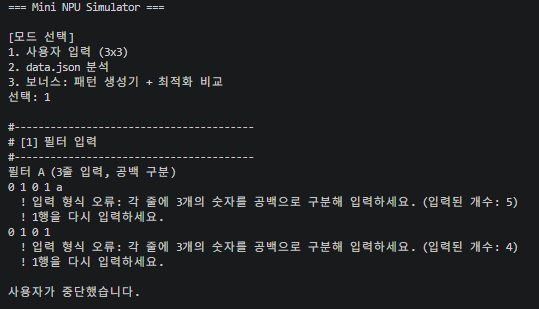 === Mini NPU Simulator ===
[모드 선택]
1. 사용자 입력 (3x3)
2. data.json 분석
3. 보너스: 패턴 생성기 + 최적화 비교
선택: 1
#---------------------------------------
# [1] 필터 입력
#---------------------------------------
필터 A (3줄 입력, 공백 구분)
0 1 0 1 a
! 입력 형식 오류: 각 줄에 3개의 숫자를 공백으로 구분해 입력하세요. (입력된 개수: 5)
! 1행을 다시 입력하세요.
0 1 0 1
! 입력 형식 오류: 각 줄에 3개의 숫자를 공백으로 구분해 입력하세요. (입력된 개수: 4)
! 1행을 다시 입력하세요.
사용자가 중단했습니다.